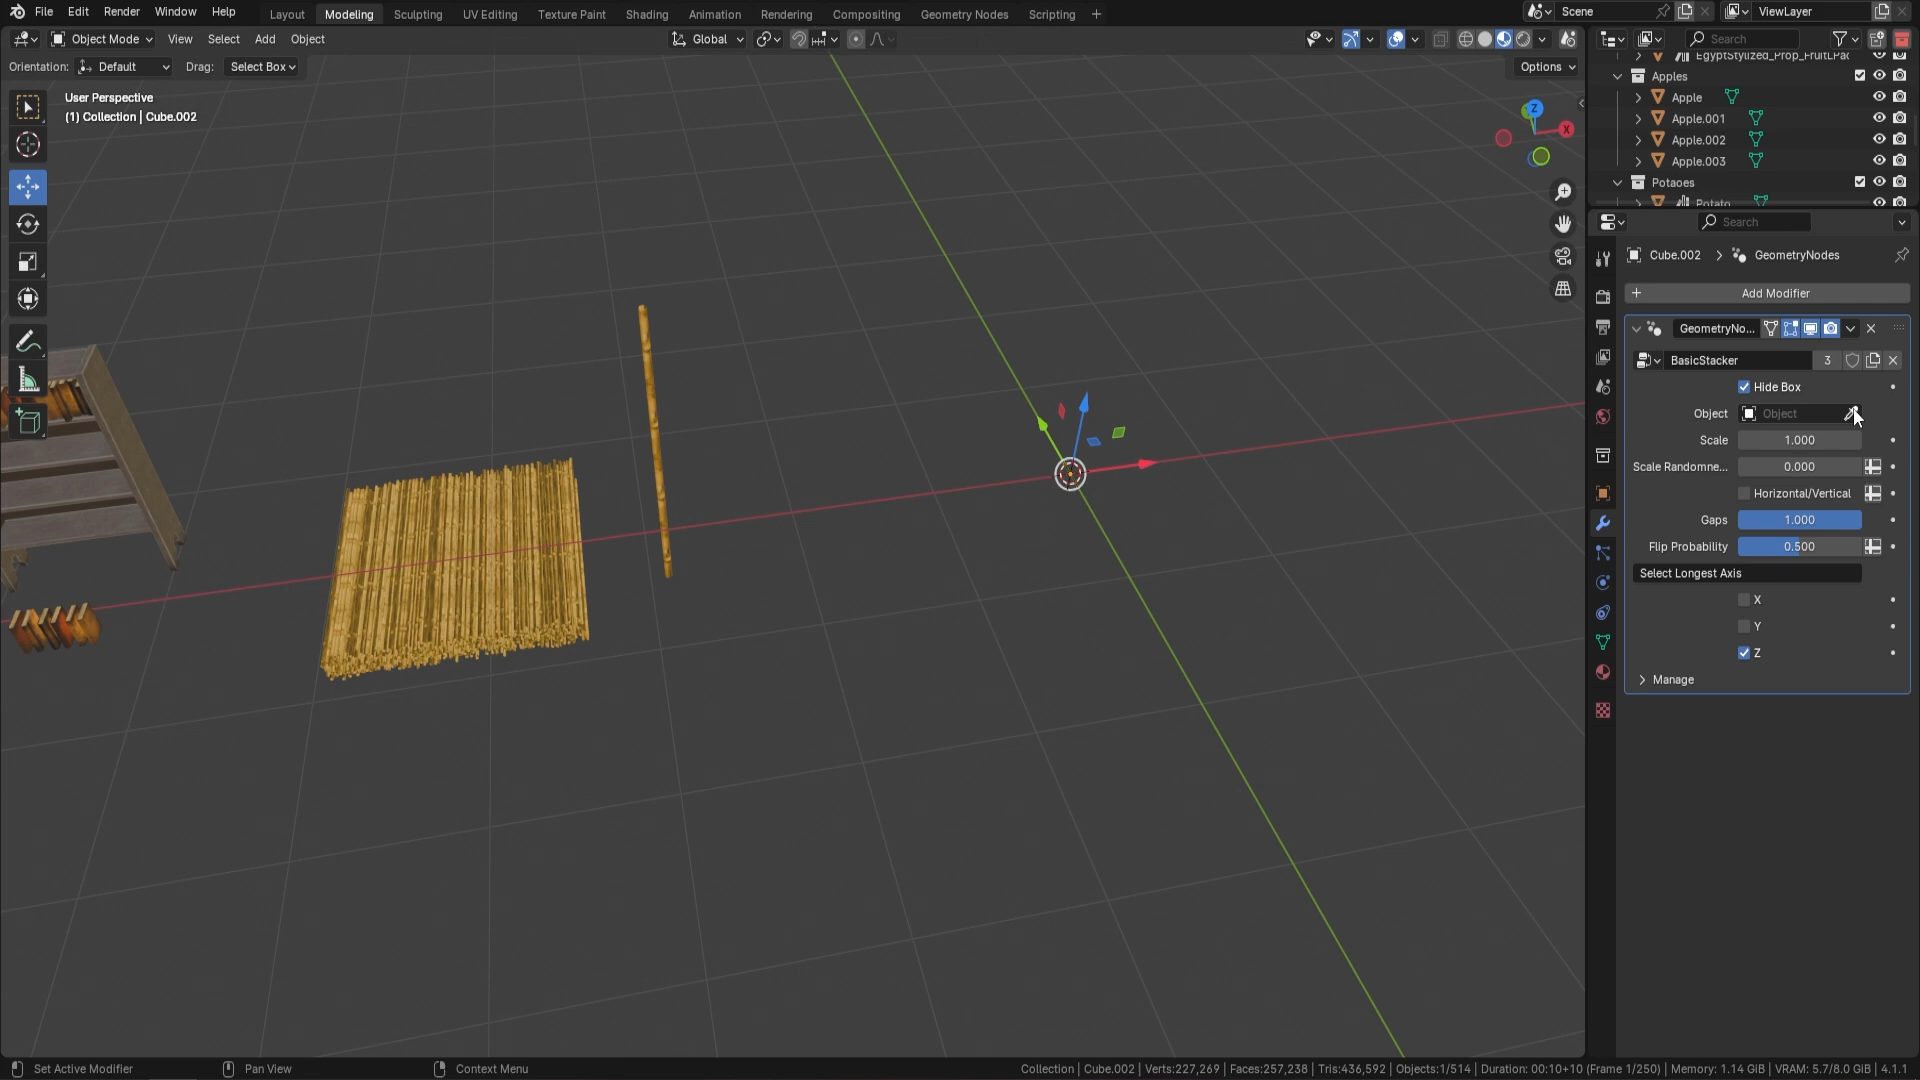 File Edit Render Window Help Layout Modeling Sculpting UV Editing Texture Paint Shading Animation Rendering Compositing Geometry Nodes Scripting + Scene ViewLayer
Object Mode View Select Add Object Global Search
Orientation: Default Drag: Select Box Options
User Perspective
(1) Collection | Cube.002
EgyptStylized_Prop_FruitLPac
Apples
Apple
Apple.001
Apple.002
Apple.003
Potaoes
Potato
Z
X
Search
Cube.002 > GeometryNodes
+ Add Modifier
GeometryNo...
BasicStacker 3
Hide Box
Object Object
Scale 1.000
Scale Randomne... 0.000
Horizontal/Vertical
Gaps 1.000
Flip Probability 0.500
Select Longest Axis
X
Y
Z
Manage
Set Active Modifier Pan View Context Menu Collection | Cube.002 | Verts:227,269 | Faces:257,238 | Tris:436,592 | Objects:1/514 | Duration: 00:10+10 (Frame 1/250) | Memory: 1.14 GiB | VRAM: 5.7/8.0 GiB | 4.1.1